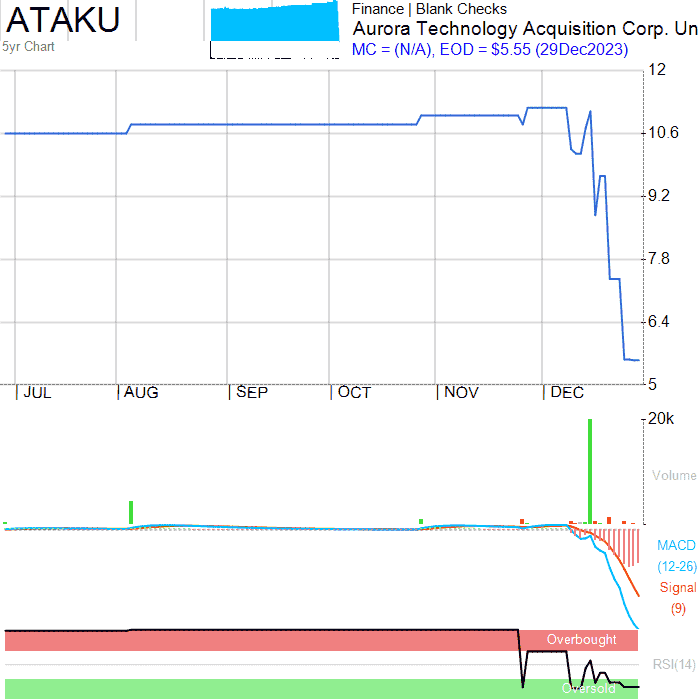 ATAKU
5yr Chart
Finance | Blank Checks
Aurora Technology Acquisition Corp. Un
MC = (N/A), EOD = $5.55 (29Dec2023)
12
10.6
9.2
7.8
6.4
5
JUL AUG SEP OCT NOV DEC
20k
Volume
MACD
(12-26)
Signal
(9)
Overbought
RSI(14)
Oversold